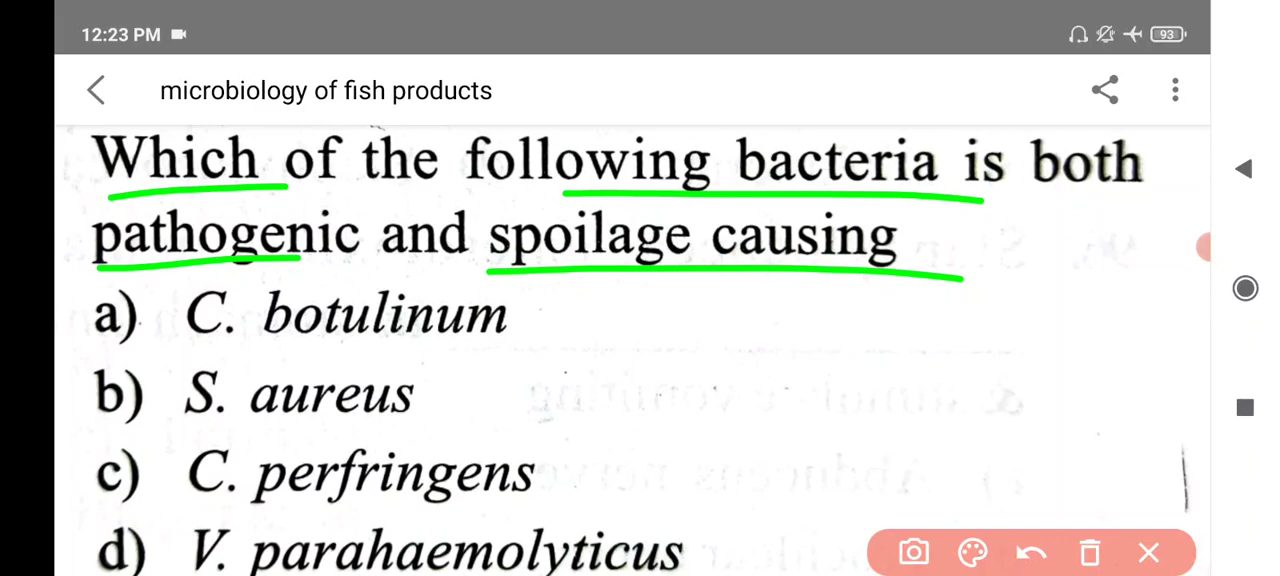 12:23 PM
93
microbiology of fish products
Which of the following bacteria is both
pathogenic and spoilage causing
a) C. botulinum
b) S. aureus
c) C. perfringens
d) V. parahaemolyticus